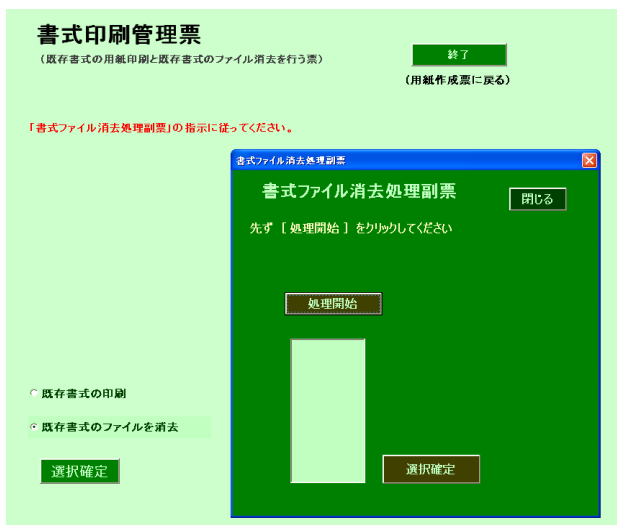 書式印刷管理票
（既存書式の用紙印刷と既存書式のファイル消去を行う票）
終了
（用紙作成票に戻る）
「書式ファイル消去処理副票」の指示に従ってください。
書式ファイル消去処理副票
書式ファイル消去処理副票
閉じる
先ず [ 処理開始 ] をクリックしてください
処理開始
既存書式の印刷
既存書式のファイルを消去
選択確定
選択確定